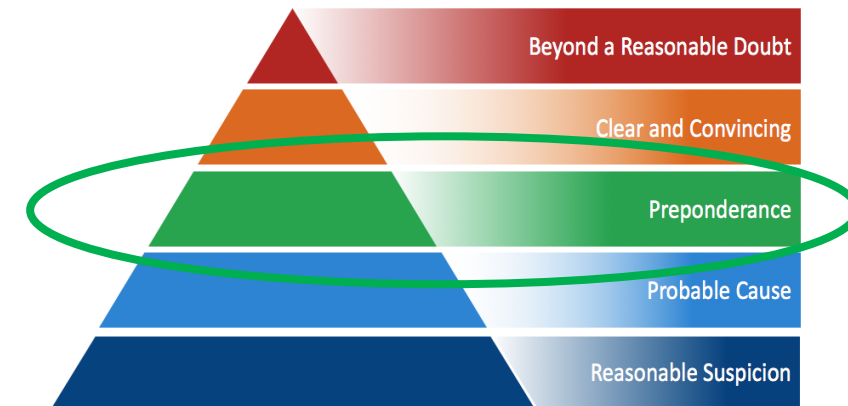 Beyond a Reasonable Doubt
Clear and Convincing
Preponderance
Probable Cause
Reasonable Suspicion